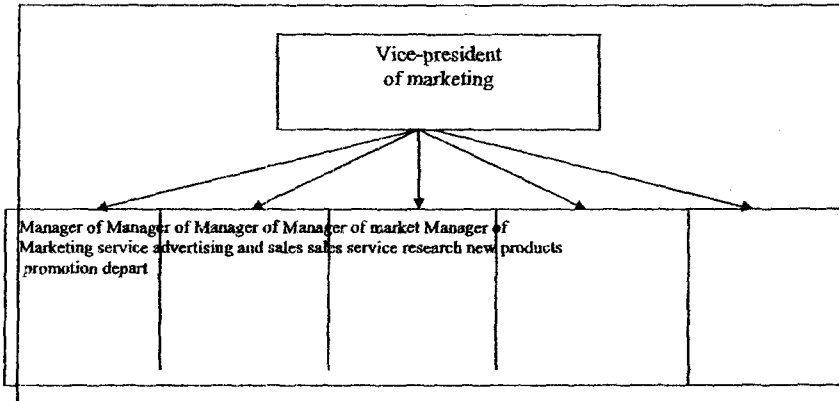 Vice-president
of marketing
Manager of Manager of Manager of Manager of market Manager of
Marketing service advertising and sales sales service research new products
promotion depart